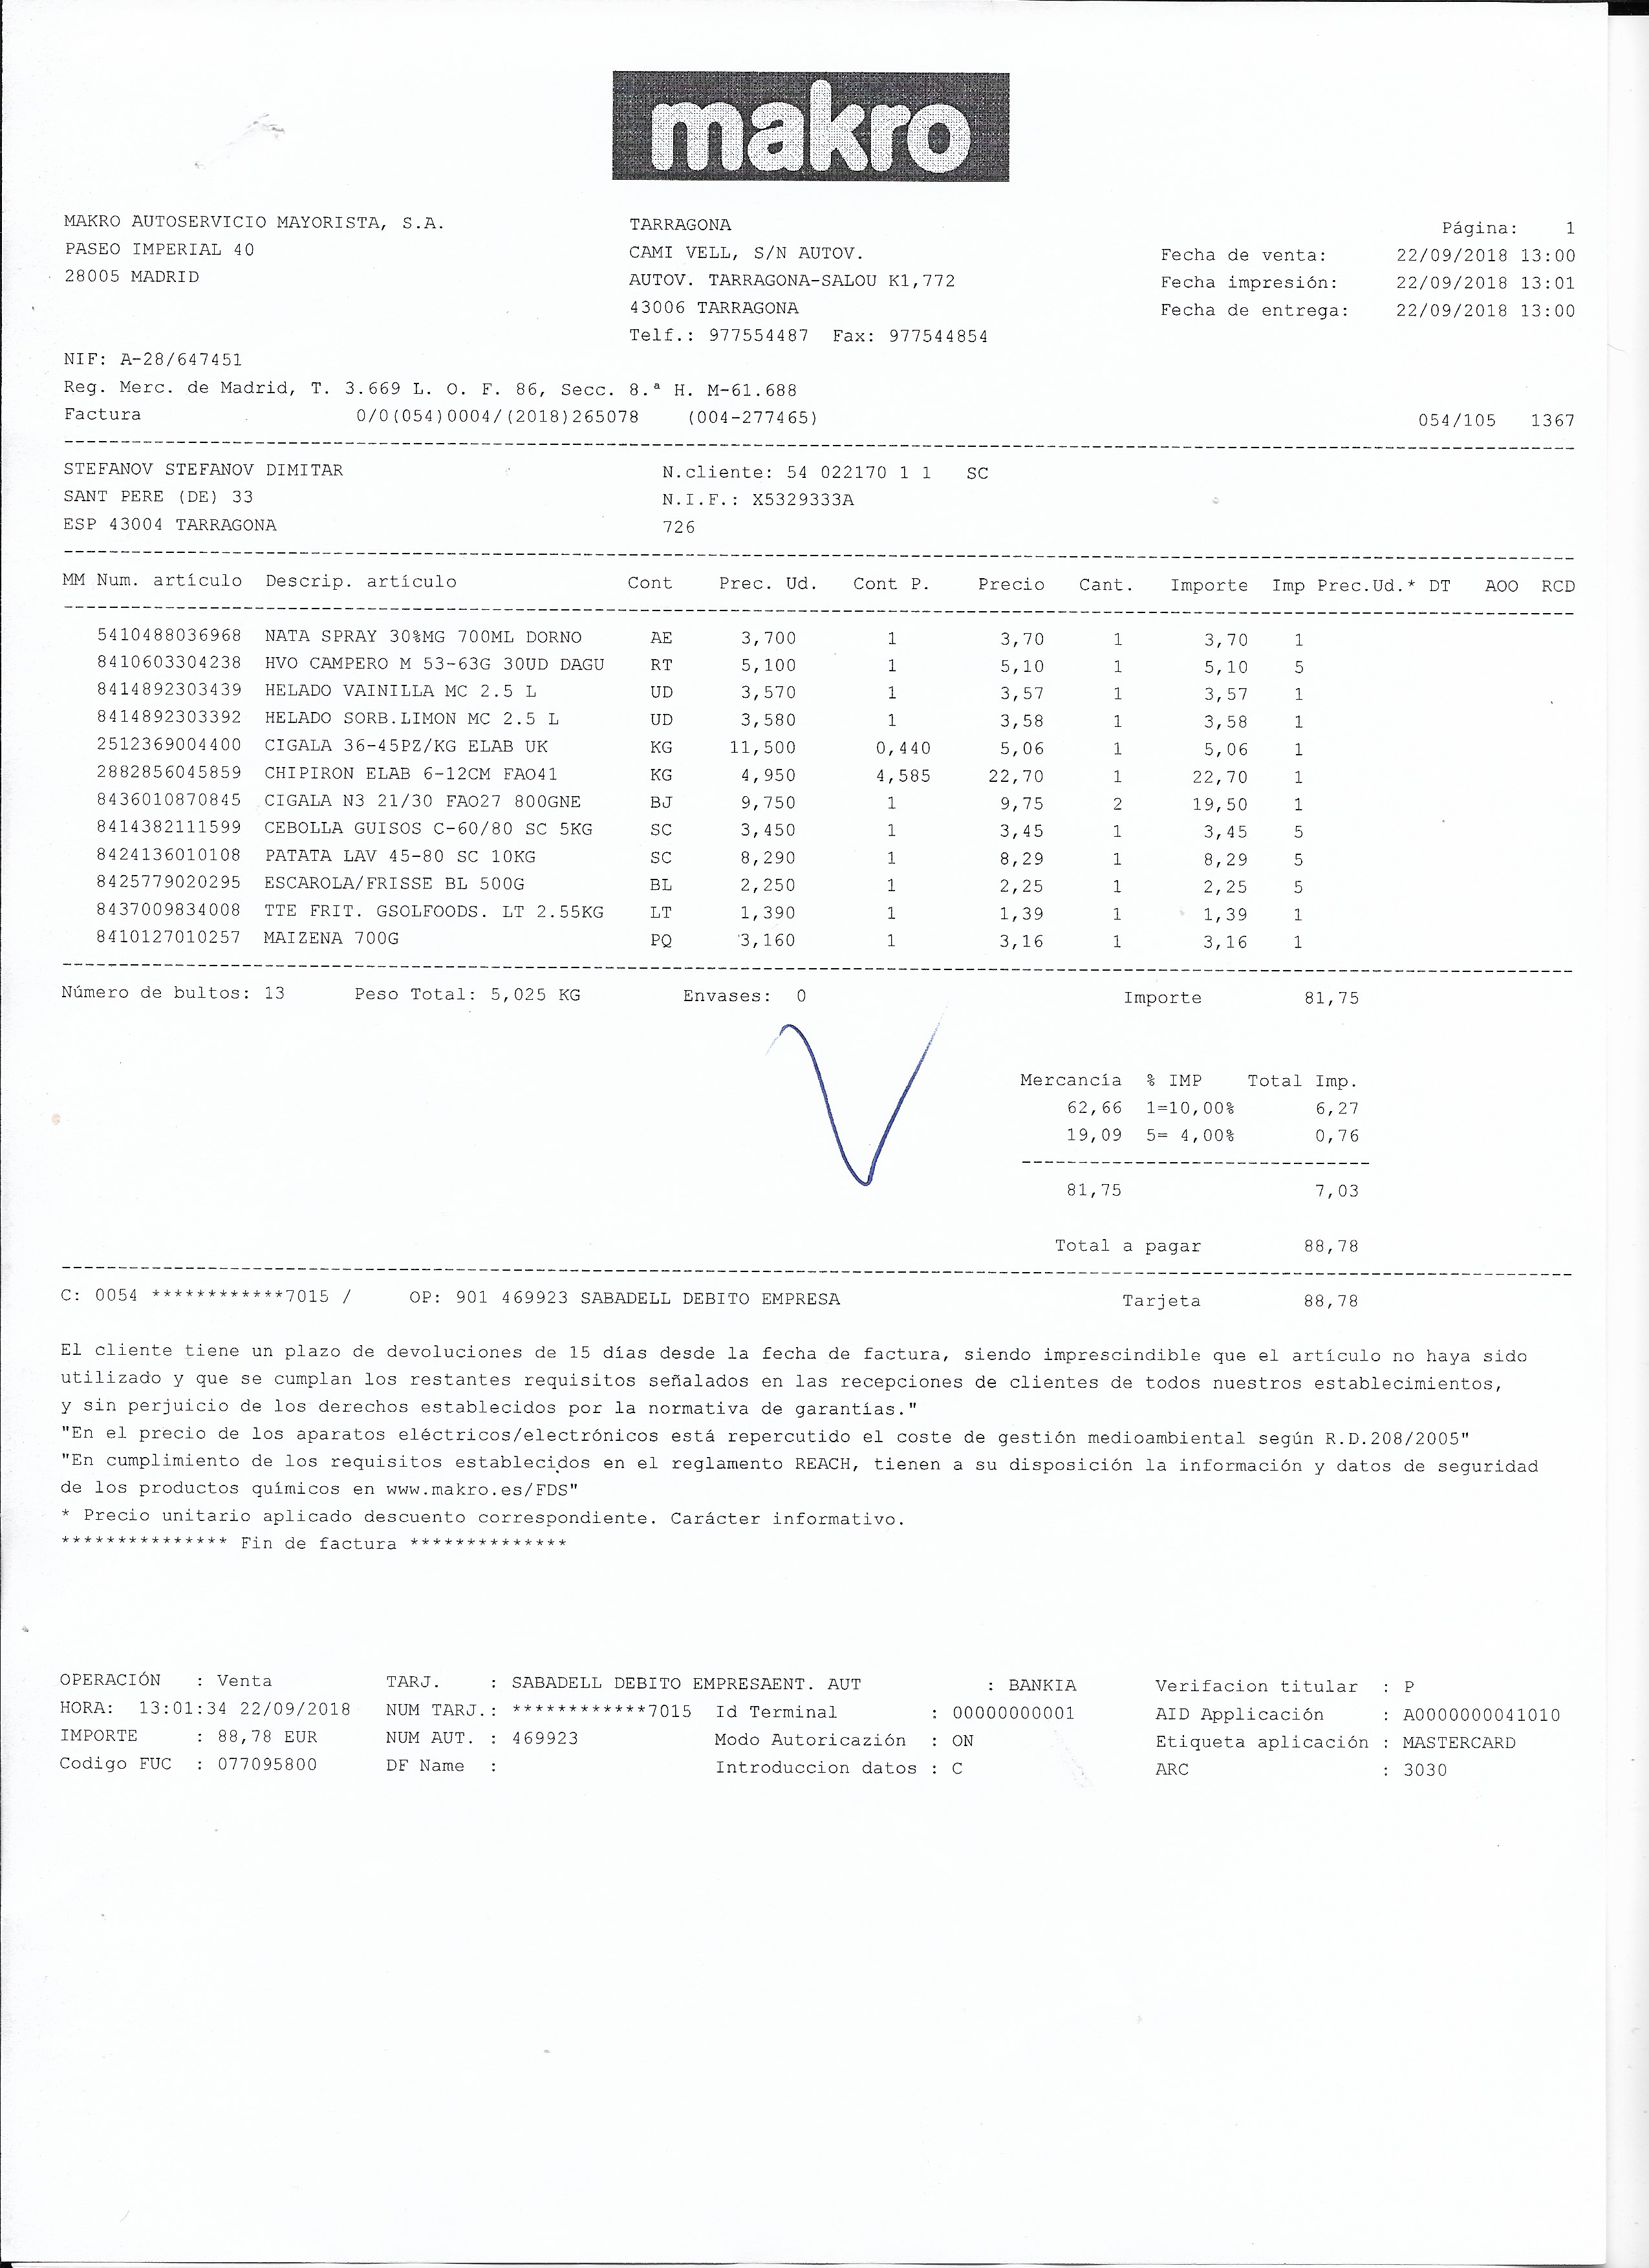 makro
MAKRO AUTOSERVICIO MAYORISTA, S.A.
PASEO IMPERIAL 40
28005 MADRID
TARRAGONA
CAMI VELL, S/N AUTOV.
AUTOV. TARRAGONA-SALOU K1,772
43006 TARRAGONA
Telf.: 977554487 Fax: 977544854
Página: 1
Fecha de venta: 22/09/2018 13:00
Fecha impresión: 22/09/2018 13:01
Fecha de entrega: 22/09/2018 13:00
NIF: A-28/647451
Reg. Merc. de Madrid, T. 3.669 L. O. F. 86, Secc. 8.ª H. M-61.688
Factura 0/0(054)0004/(2018)265078 (004-277465) 054/105 1367
STEFANOV STEFANOV DIMITAR
SANT PERE (DE) 33
ESP 43004 TARRAGONA
N.cliente: 54 022170 1 1 SC
N.I.F.: X5329333A
726
MM Num. artículo Descrip. artículo Cont Prec. Ud. Cont P. Precio Cant. Importe Imp Prec.Ud.* DT AOO RCD
5410488036968 NATA SPRAY 30%MG 700ML DORNO AE 3,700 1 3,70 1 3,70 1
8410603304238 HVO CAMPERO M 53-63G 30UD DAGU RT 5,100 1 5,10 1 5,10 5
8414892303439 HELADO VAINILLA MC 2.5 L UD 3,570 1 3,57 1 3,57 1
8414892303392 HELADO SORB.LIMON MC 2.5 L UD 3,580 1 3,58 1 3,58 1
2512369004400 CIGALA 36-45PZ/KG ELAB UK KG 11,500 0,440 5,06 1 5,06 1
2882856045859 CHIPIRON ELAB 6-12CM FAO41 KG 4,950 4,585 22,70 1 22,70 1
8436010870845 CIGALA N3 21/30 FAO27 800GNE BJ 9,750 1 9,75 2 19,50 1
8414382111599 CEBOLLA GUISOS C-60/80 SC 5KG SC 3,450 1 3,45 1 3,45 5
8424136010108 PATATA LAV 45-80 SC 10KG SC 8,290 1 8,29 1 8,29 5
8425779020295 ESCAROLA/FRISSE BL 500G BL 2,250 1 2,25 1 2,25 5
8437009834008 TTE FRIT. GSOLFOODS. LT 2.55KG LT 1,390 1 1,39 1 1,39 1
8410127010257 MAIZENA 700G PQ 3,160 1 3,16 1 3,16 1
Número de bultos: 13 Peso Total: 5,025 KG Envases: 0 Importe 81,75
Mercancía % IMP Total Imp.
62,66 1=10,00% 6,27
19,09 5= 4,00% 0,76
81,75 7,03
Total a pagar 88,78
C: 0054 ************7015 / OP: 901 469923 SABADELL DEBITO EMPRESA Tarjeta 88,78
El cliente tiene un plazo de devoluciones de 15 días desde la fecha de factura, siendo imprescindible que el artículo no haya sido
utilizado y que se cumplan los restantes requisitos señalados en las recepciones de clientes de todos nuestros establecimientos,
y sin perjuicio de los derechos establecidos por la normativa de garantías."
"En el precio de los aparatos eléctricos/electrónicos está repercutido el coste de gestión medioambiental según R.D.208/2005"
"En cumplimiento de los requisitos establecidos en el reglamento REACH, tienen a su disposición la información y datos de seguridad
de los productos químicos en www.makro.es/FDS"
* Precio unitario aplicado descuento correspondiente. Carácter informativo.
*************** Fin de factura **************
OPERACIÓN : Venta TARJ. : SABADELL DEBITO EMPRESAENT. AUT : BANKIA Verifacion titular : P
HORA: 13:01:34 22/09/2018 NUM TARJ.: ************7015 Id Terminal : 00000000001 AID Applicación : A0000000041010
IMPORTE : 88,78 EUR NUM AUT. : 469923 Modo Autoricazión : ON Etiqueta aplicación : MASTERCARD
Codigo FUC : 077095800 DF Name : Introduccion datos : C ARC : 3030